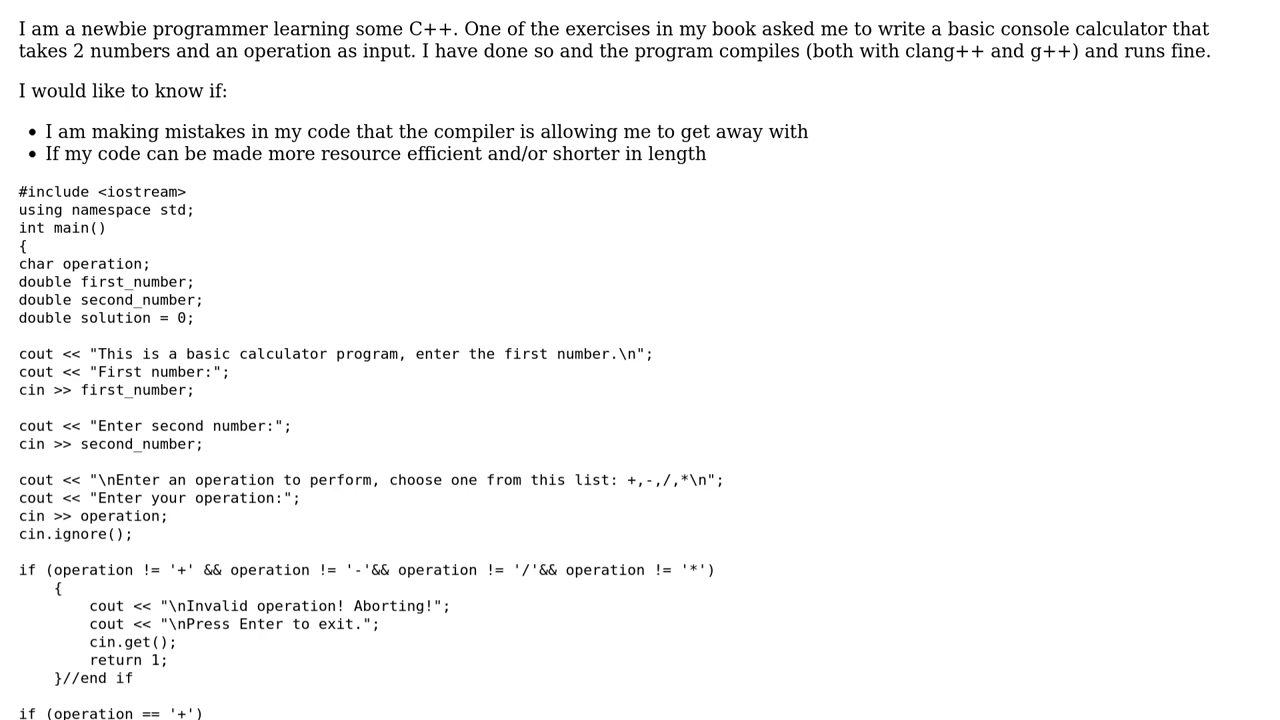 I am a newbie programmer learning some C++. One of the exercises in my book asked me to write a basic console calculator that
takes 2 numbers and an operation as input. I have done so and the program compiles (both with clang++ and g++) and runs fine.
I would like to know if:
• I am making mistakes in my code that the compiler is allowing me to get away with
• If my code can be made more resource efficient and/or shorter in length
#include <iostream>
using namespace std;
int main()
{
char operation;
double first_number;
double second_number;
double solution = 0;
cout << "This is a basic calculator program, enter the first number.\n";
cout << "First number:";
cin >> first_number;
cout << "Enter second number:";
cin >> second_number;
cout << "\nEnter an operation to perform, choose one from this list: +,-,/,*\n";
cout << "Enter your operation:";
cin >> operation;
cin.ignore();
if (operation != '+' && operation != '-'&& operation != '/'&& operation != '*')
    {
        cout << "\nInvalid operation! Aborting!";
        cout << "\nPress Enter to exit.";
        cin.get();
        return 1;
    }//end if
if (operation == '+')